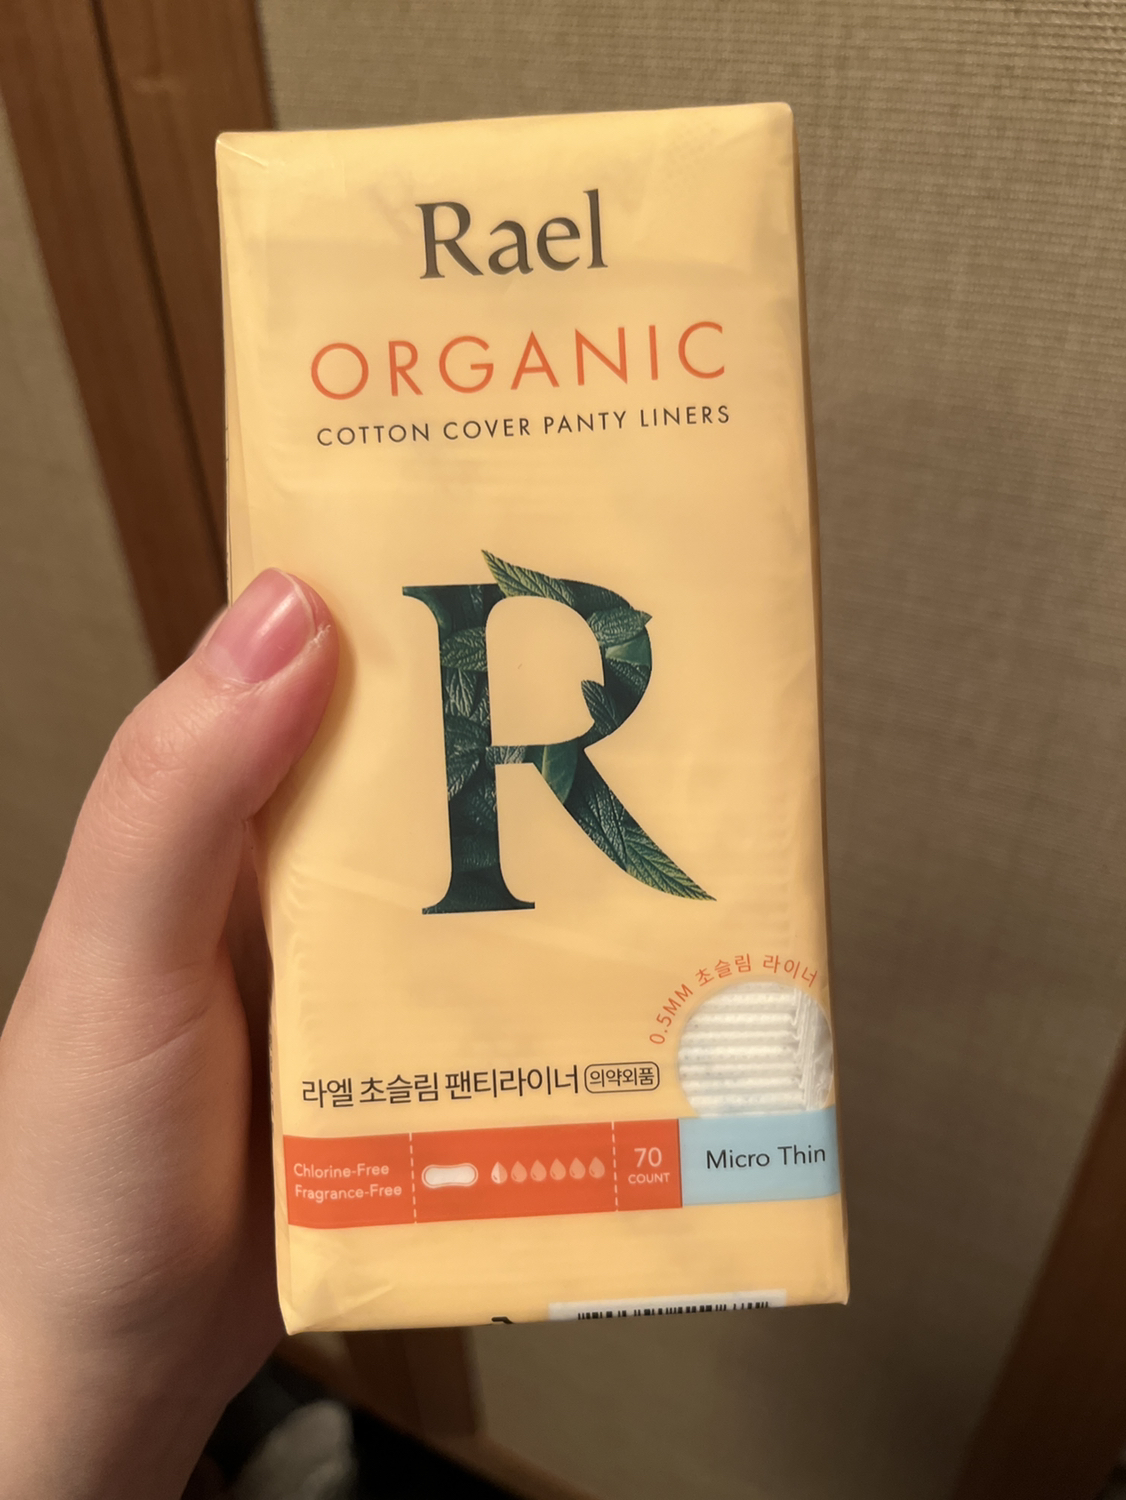 Rael
ORGANIC
COTTON COVER PANTY LINERS
R
0.5MM 초슬림 라이너
라엘 초슬림 팬티라이너 의약외품
Chlorine-Free
Fragrance-Free
70
COUNT
Micro Thin